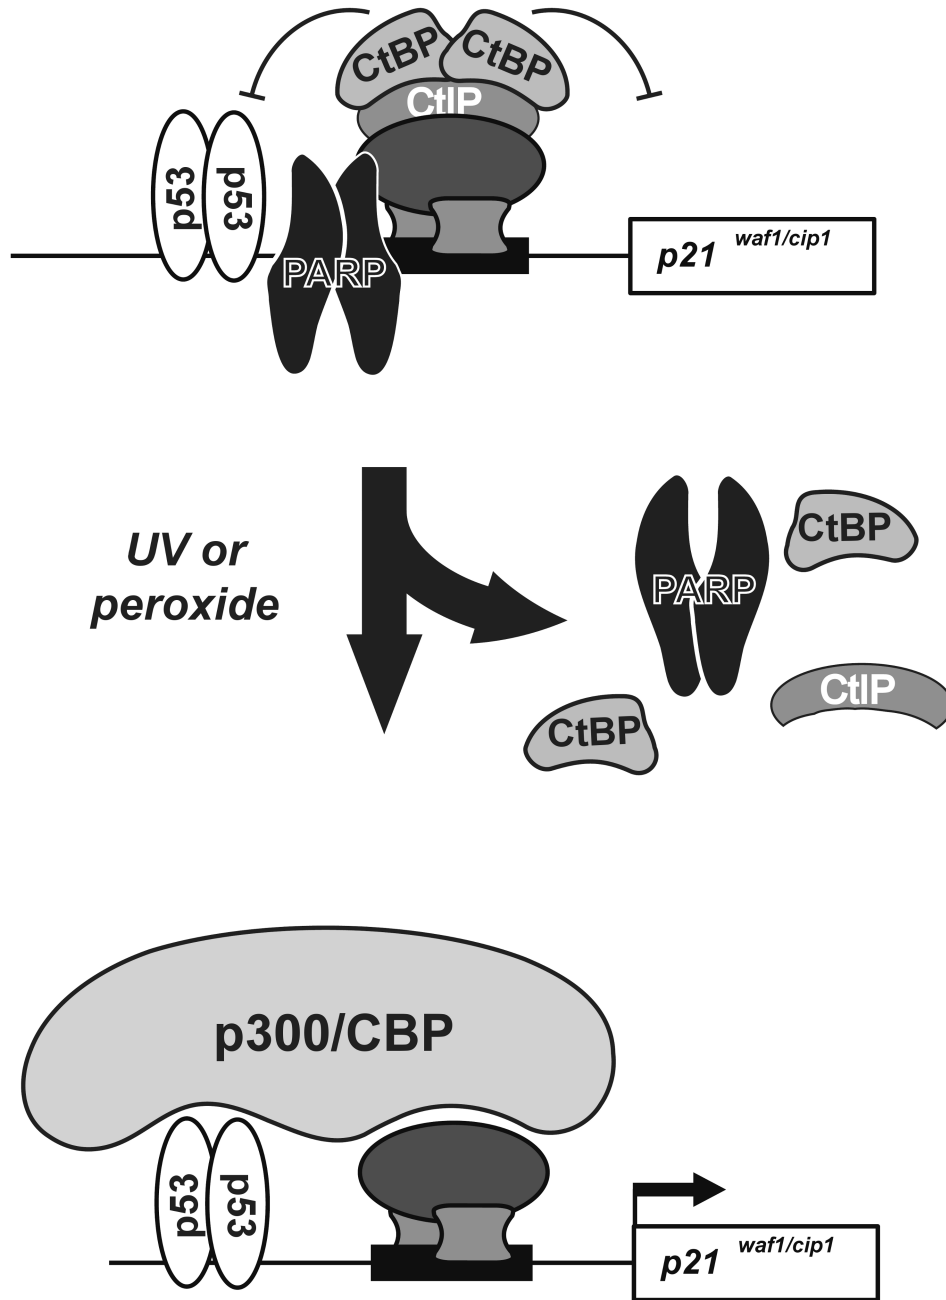 CtBP CtBP
CtIP
p53 p53
PARP
p21 waf1/cip1
UV or
peroxide
CtBP
PARP
CtIP
CtBP
p300/CBP
p53 p53
p21 waf1/cip1